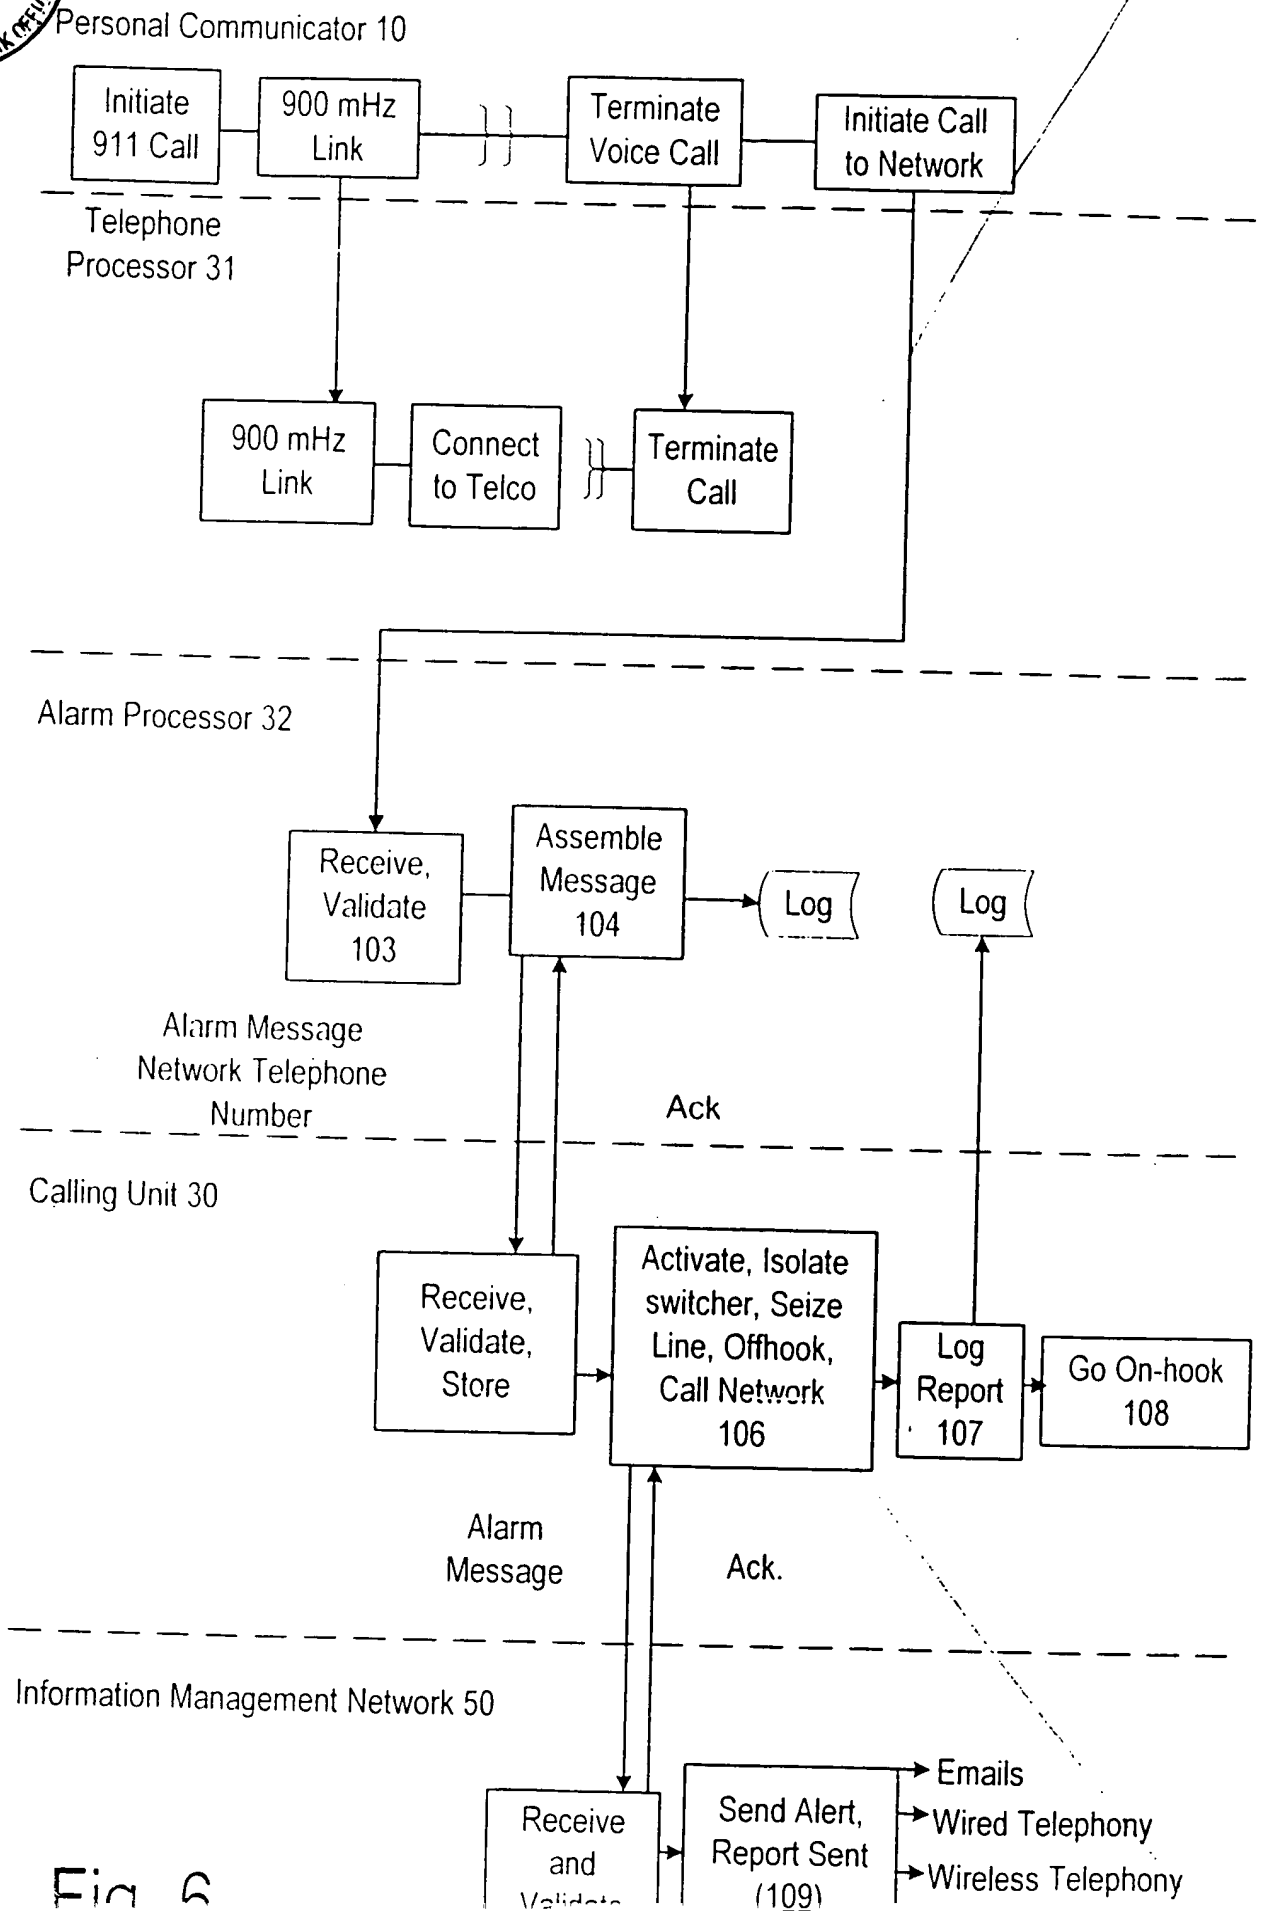 Personal Communicator 10
Initiate
911 Call
900 mHz
Link
Terminate
Voice Call
Initiate Call
to Network
Telephone
Processor 31
900 mHz
Link
Connect
to Telco
Terminate
Call
Alarm Processor 32
Receive,
Validate
103
Assemble
Message
104
Log
Log
Alarm Message
Network Telephone
Number
Ack
Calling Unit 30
Receive,
Validate,
Store
Activate, Isolate
switcher, Seize
Line, Offhook,
Call Network
106
Log
Report
107
Go On-hook
108
Alarm
Message
Ack.
Information Management Network 50
Receive
and
Validate
Send Alert,
Report Sent
(109)
Emails
Wired Telephony
Wireless Telephony
Fig 6